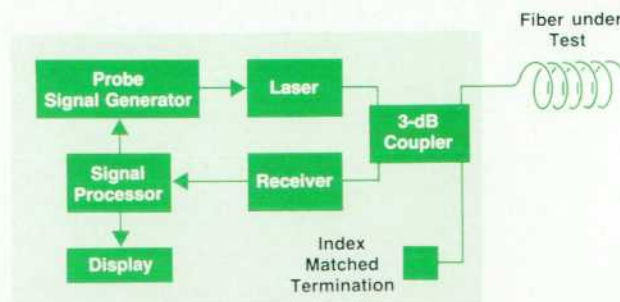 Fiber under
Test
Probe
Signal Generator
Laser
3-dB
Coupler
Signal
Processor
Receiver
Display
Index
Matched
Termination